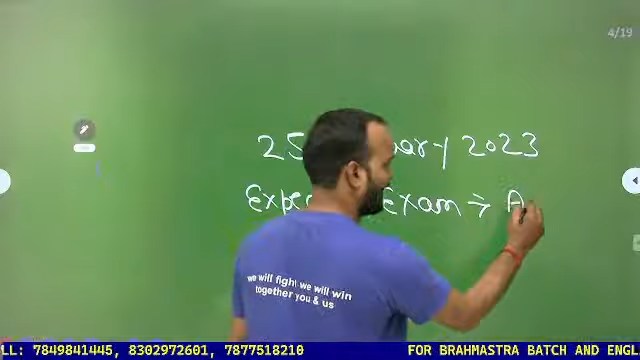 4/19
25 ary 2023
Expe Exam → A
we will fight we will win
together you & us
LL: 7849841445, 8302972601, 7877518210 FOR BRAHMASTRA BATCH AND ENGL